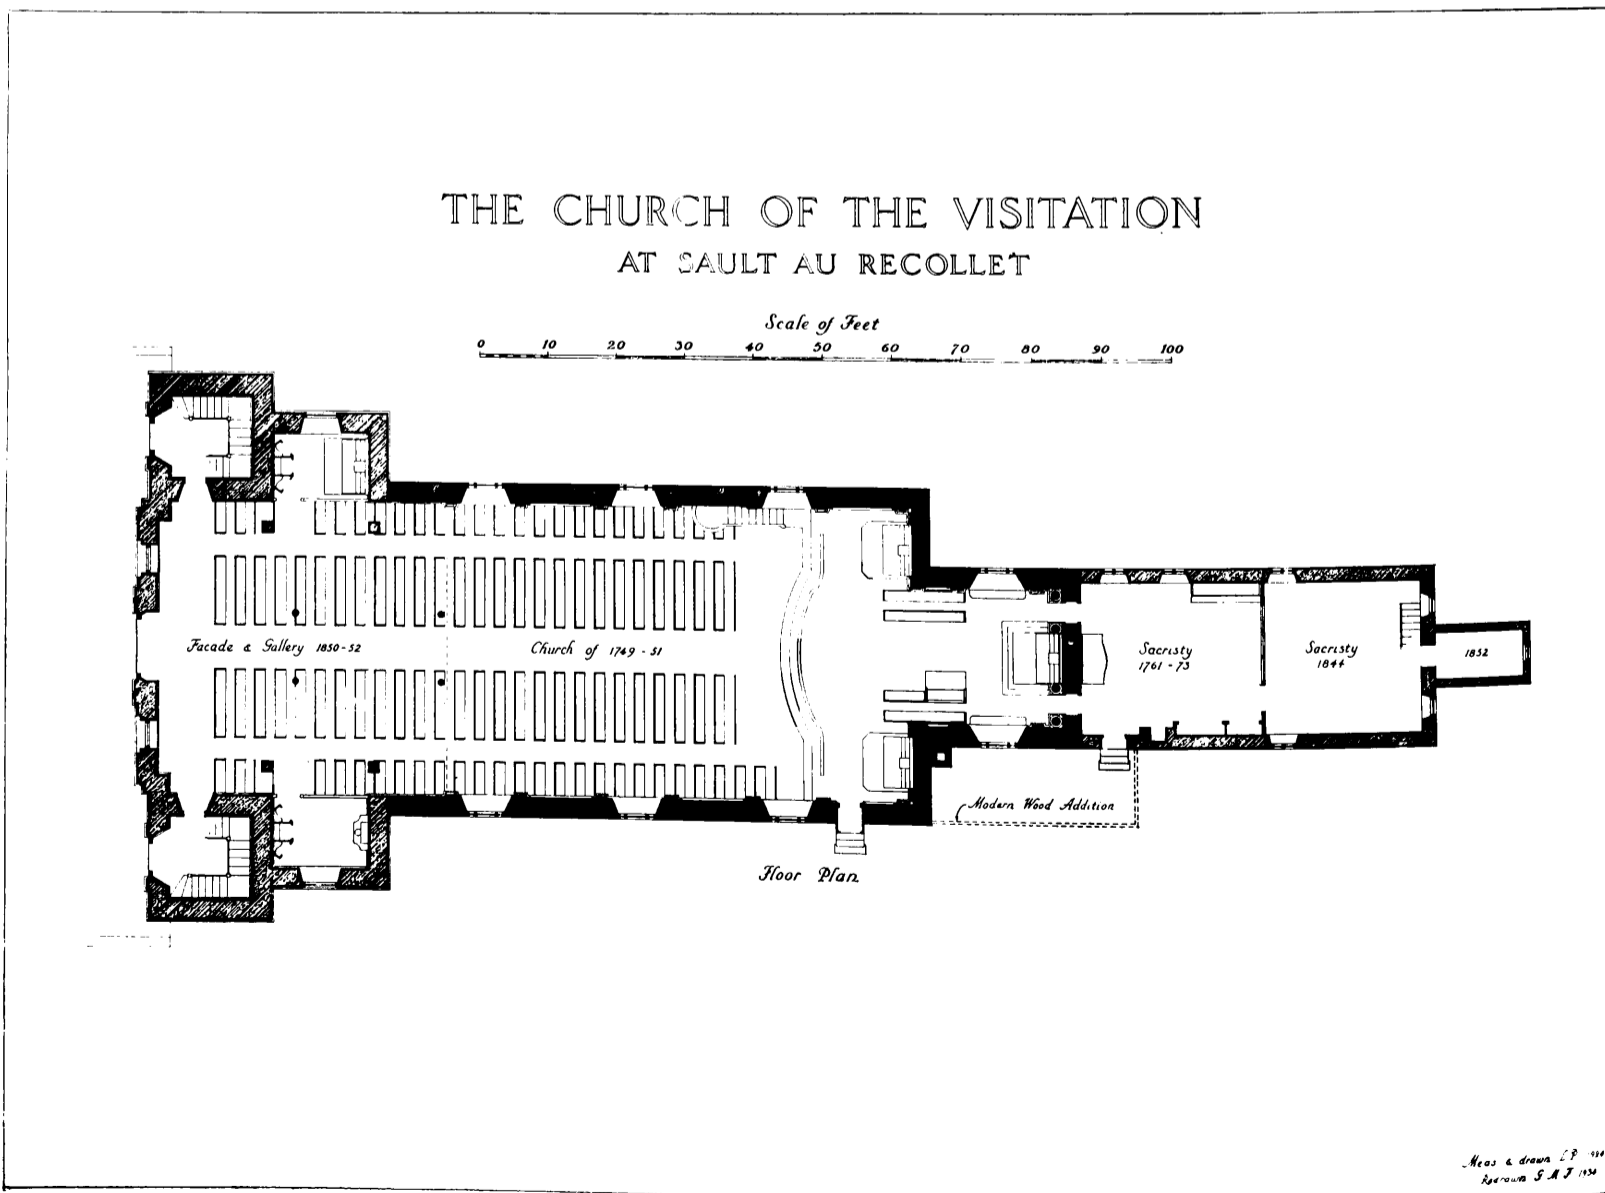 THE CHURCH OF THE VISITATION
AT SAULT AU RECOLLET
Scale of Feet
0 10 20 30 40 50 60 70 80 90 100
Facade & Gallery 1850-52
Church of 1749-51
Sacristy
1761-73
Sacristy
1844
1852
Modern Wood Addition
Floor Plan
Meas & drawn
Redrawn G M F 1934